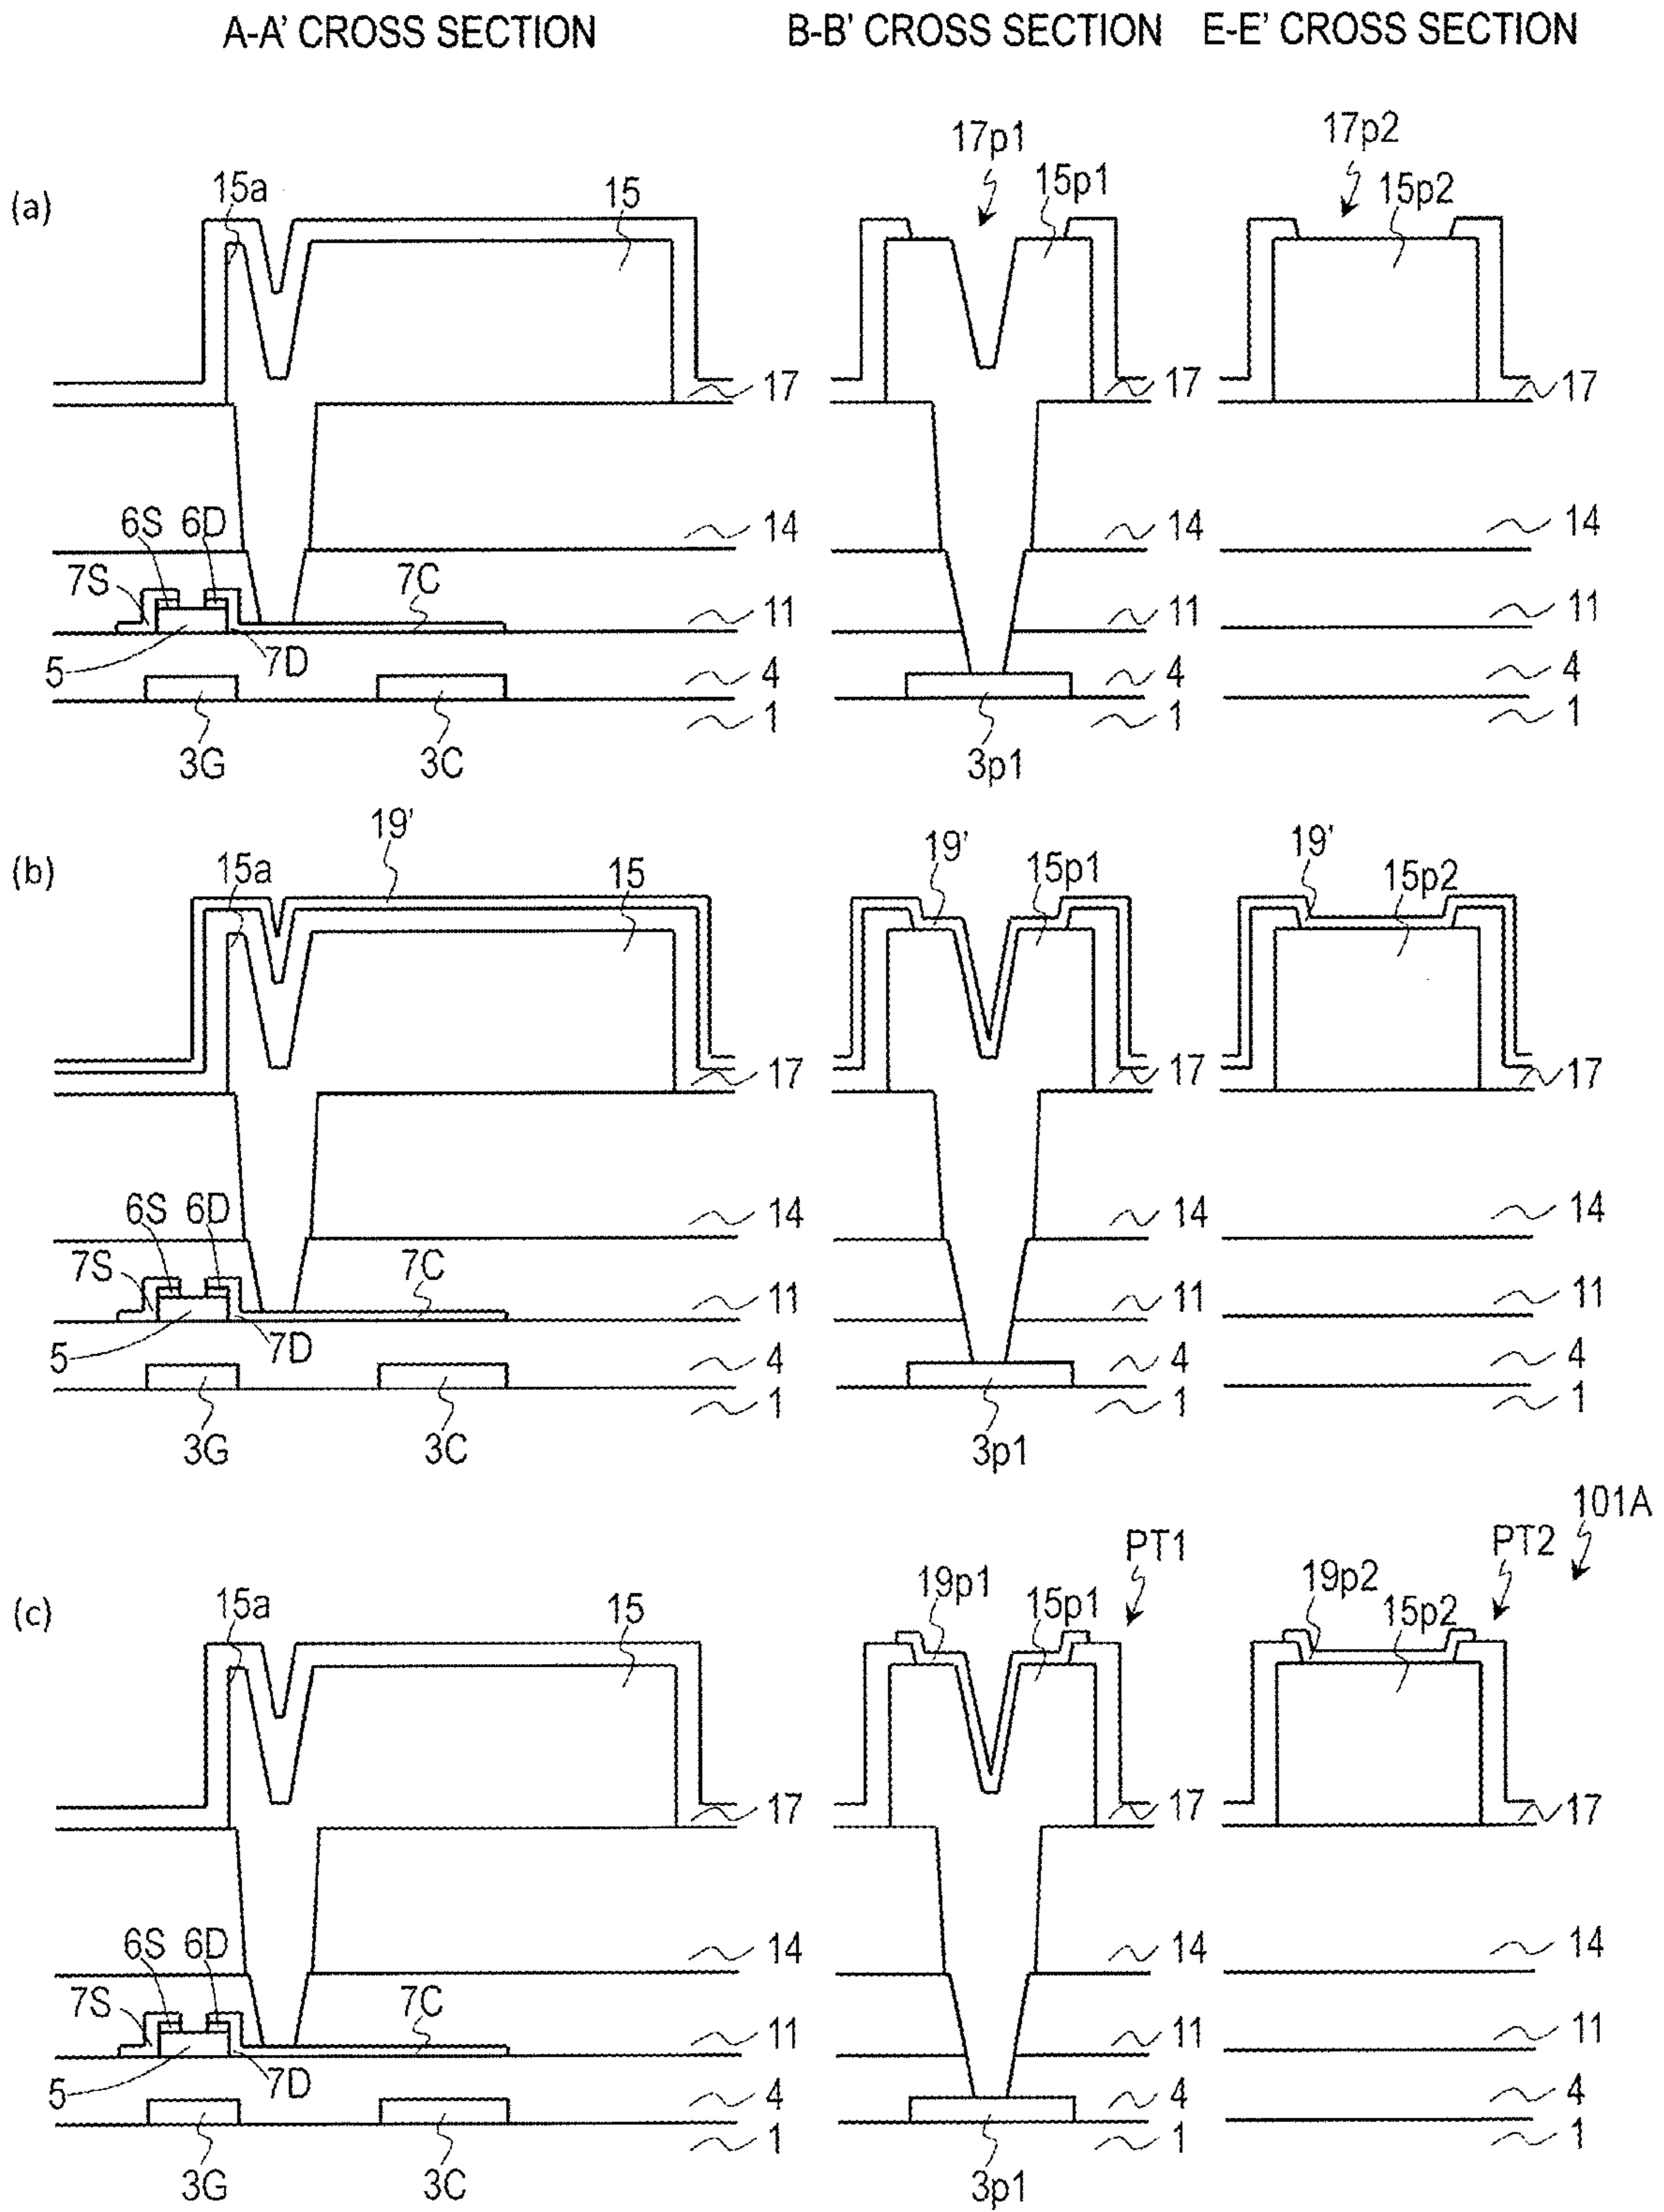 A-A' CROSS SECTION B-B' CROSS SECTION E-E' CROSS SECTION
17p1 17p2
(a) 15a 15 15p1 15p2
17 17 17
6S 6D 14 14 14
7S 7C 11 11 11
5 7D 4 4 4
1 1 1
3G 3C 3p1
19' 19' 19'
(b) 15a 15 15p1 15p2
17 17 17
6S 6D 14 14 14
7S 7C 11 11 11
5 7D 4 4 4
1 1 1
3G 3C 3p1
101A
PT1 PT2
19p1 19p2
(c) 15a 15 15p1 15p2
17 17 17
6S 6D 14 14 14
7S 7C 11 11 11
5 7D 4 4 4
1 1 1
3G 3C 3p1